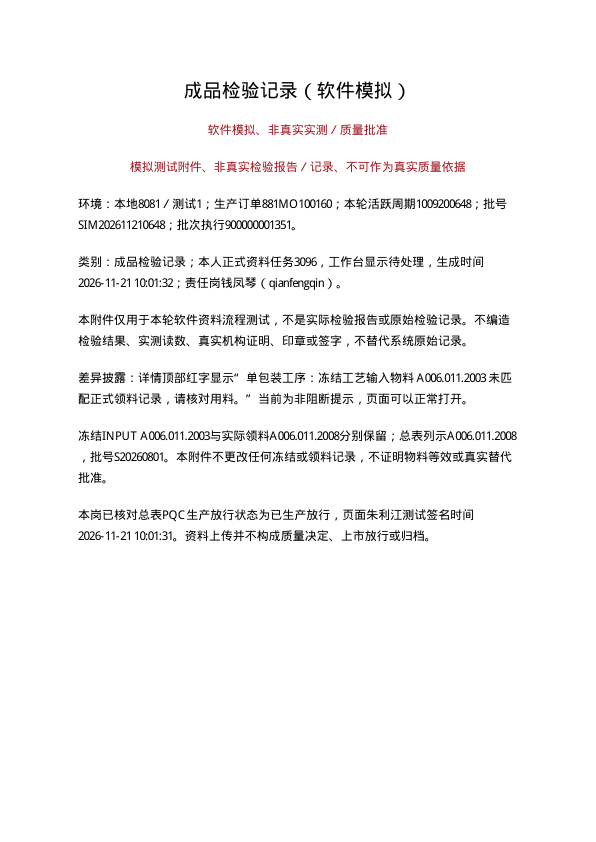 成品检验记录（软件模拟）
软件模拟、非真实实测 / 质量批准
模拟测试附件、非真实检验报告 / 记录、不可作为真实质量依据
环境：本地8081 / 测试1；生产订单881MO100160；本轮活跃周期1009200648；批号
SIM202611210648；批次执行900000001351。
类别：成品检验记录；本人正式资料任务3096，工作台显示待处理，生成时间
2026-11-21 10:01:32；责任岗钱凤琴（qianfengqin）。
本附件仅用于本轮软件资料流程测试，不是实际检验报告或原始检验记录。不编造
检验结果、实测读数、真实机构证明、印章或签字，不替代系统原始记录。
差异披露：详情顶部红字显示“单包装工序：冻结工艺输入物料 A006.011.2003 未匹
配正式领料记录，请核对用料。”当前为非阻断提示，页面可以正常打开。
冻结INPUT A006.011.2003与实际领料A006.011.2008分别保留；总表列示A006.011.2008
，批号S20260801。本附件不更改任何冻结或领料记录，不证明物料等效或真实替代
批准。
本岗已核对总表PQC生产放行状态为已生产放行，页面朱利江测试签名时间
2026-11-21 10:01:31。资料上传并不构成质量决定、上市放行或归档。